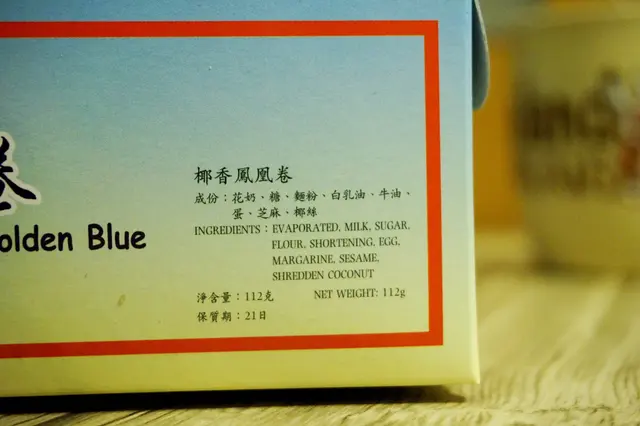 卷
olden Blue
椰香鳳凰卷
成份：花奶、糖、麵粉、白乳油、牛油、
蛋、芝麻、椰絲
INGREDIENTS : EVAPORATED, MILK, SUGAR,
FLOUR, SHORTENING, EGG,
MARGARINE, SESAME,
SHREDDEN COCONUT
淨含量：112克 NET WEIGHT: 112g
保質期：21日